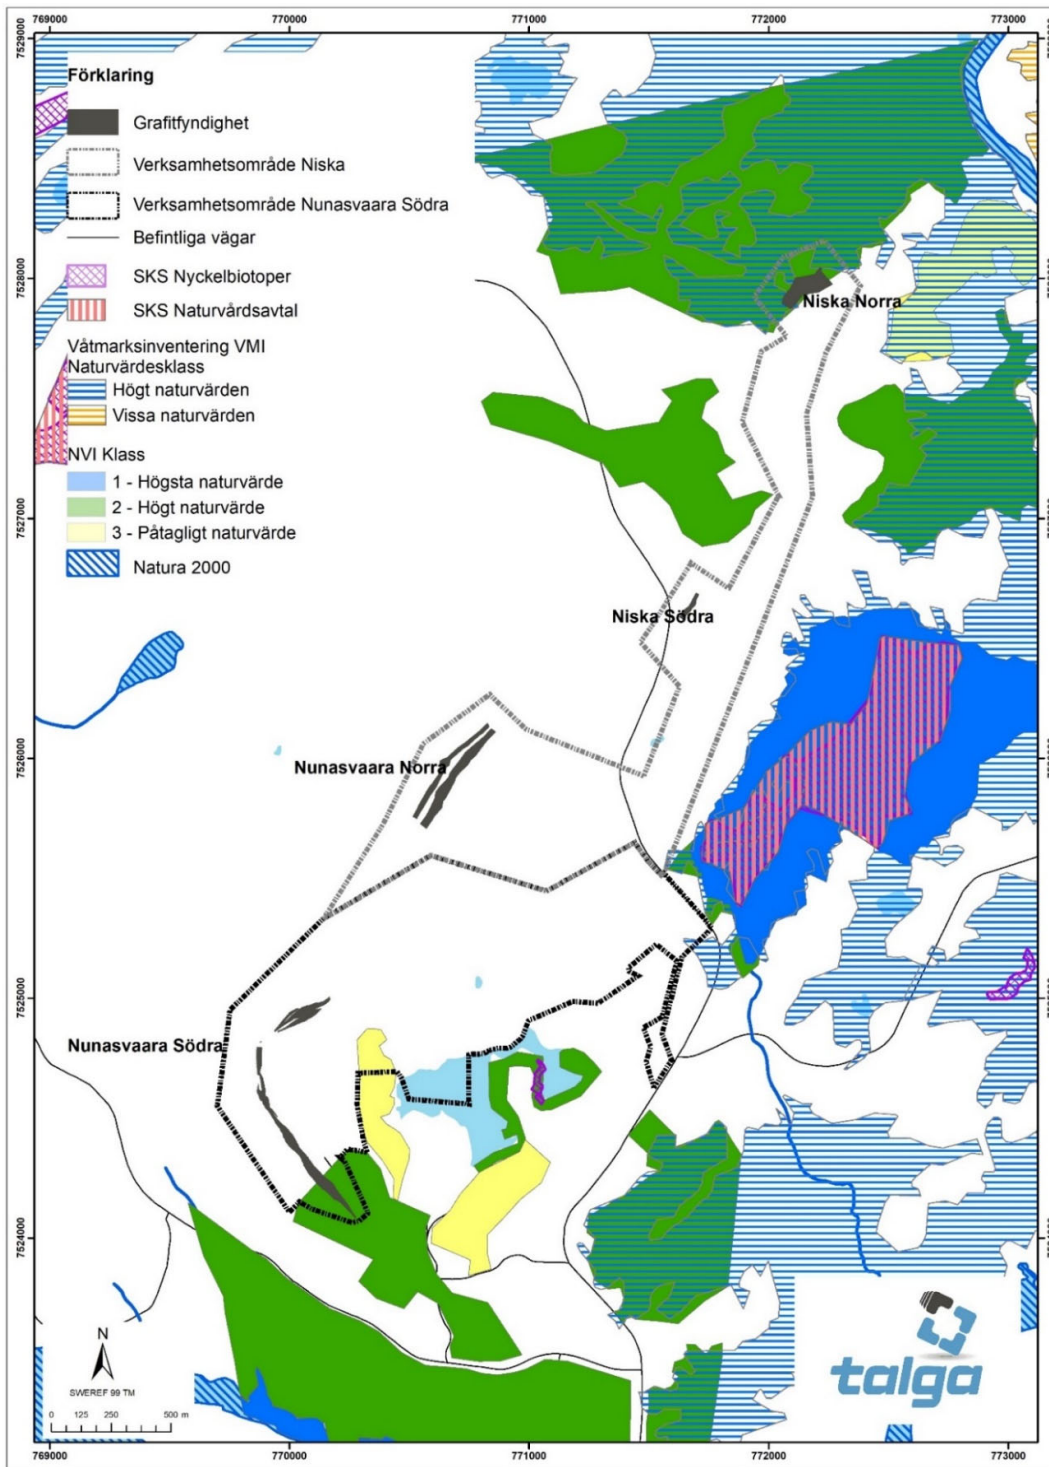 769000 770000 771000 772000 773000
7529000
Förklaring
Grafitfyndighet
Verksamhetsområde Niska
Verksamhetsområde Nunasvaara Södra
Befintliga vägar
SKS Nyckelbiotoper
SKS Naturvårdsavtal
Våtmarksinventering VMI
Naturvärdesklass
Högt naturvärden
Vissa naturvärden
NVI Klass
1 - Högsta naturvärde
2 - Högt naturvärde
3 - Påtagligt naturvärde
Natura 2000
7528000
Niska Norra
7527000
Niska Södra
7526000
Nunasvaara Norra
7525000
Nunasvaara Södra
7524000
N
SWEREF 99 TM
0 125 250 500 m
talga
769000 770000 771000 772000 773000